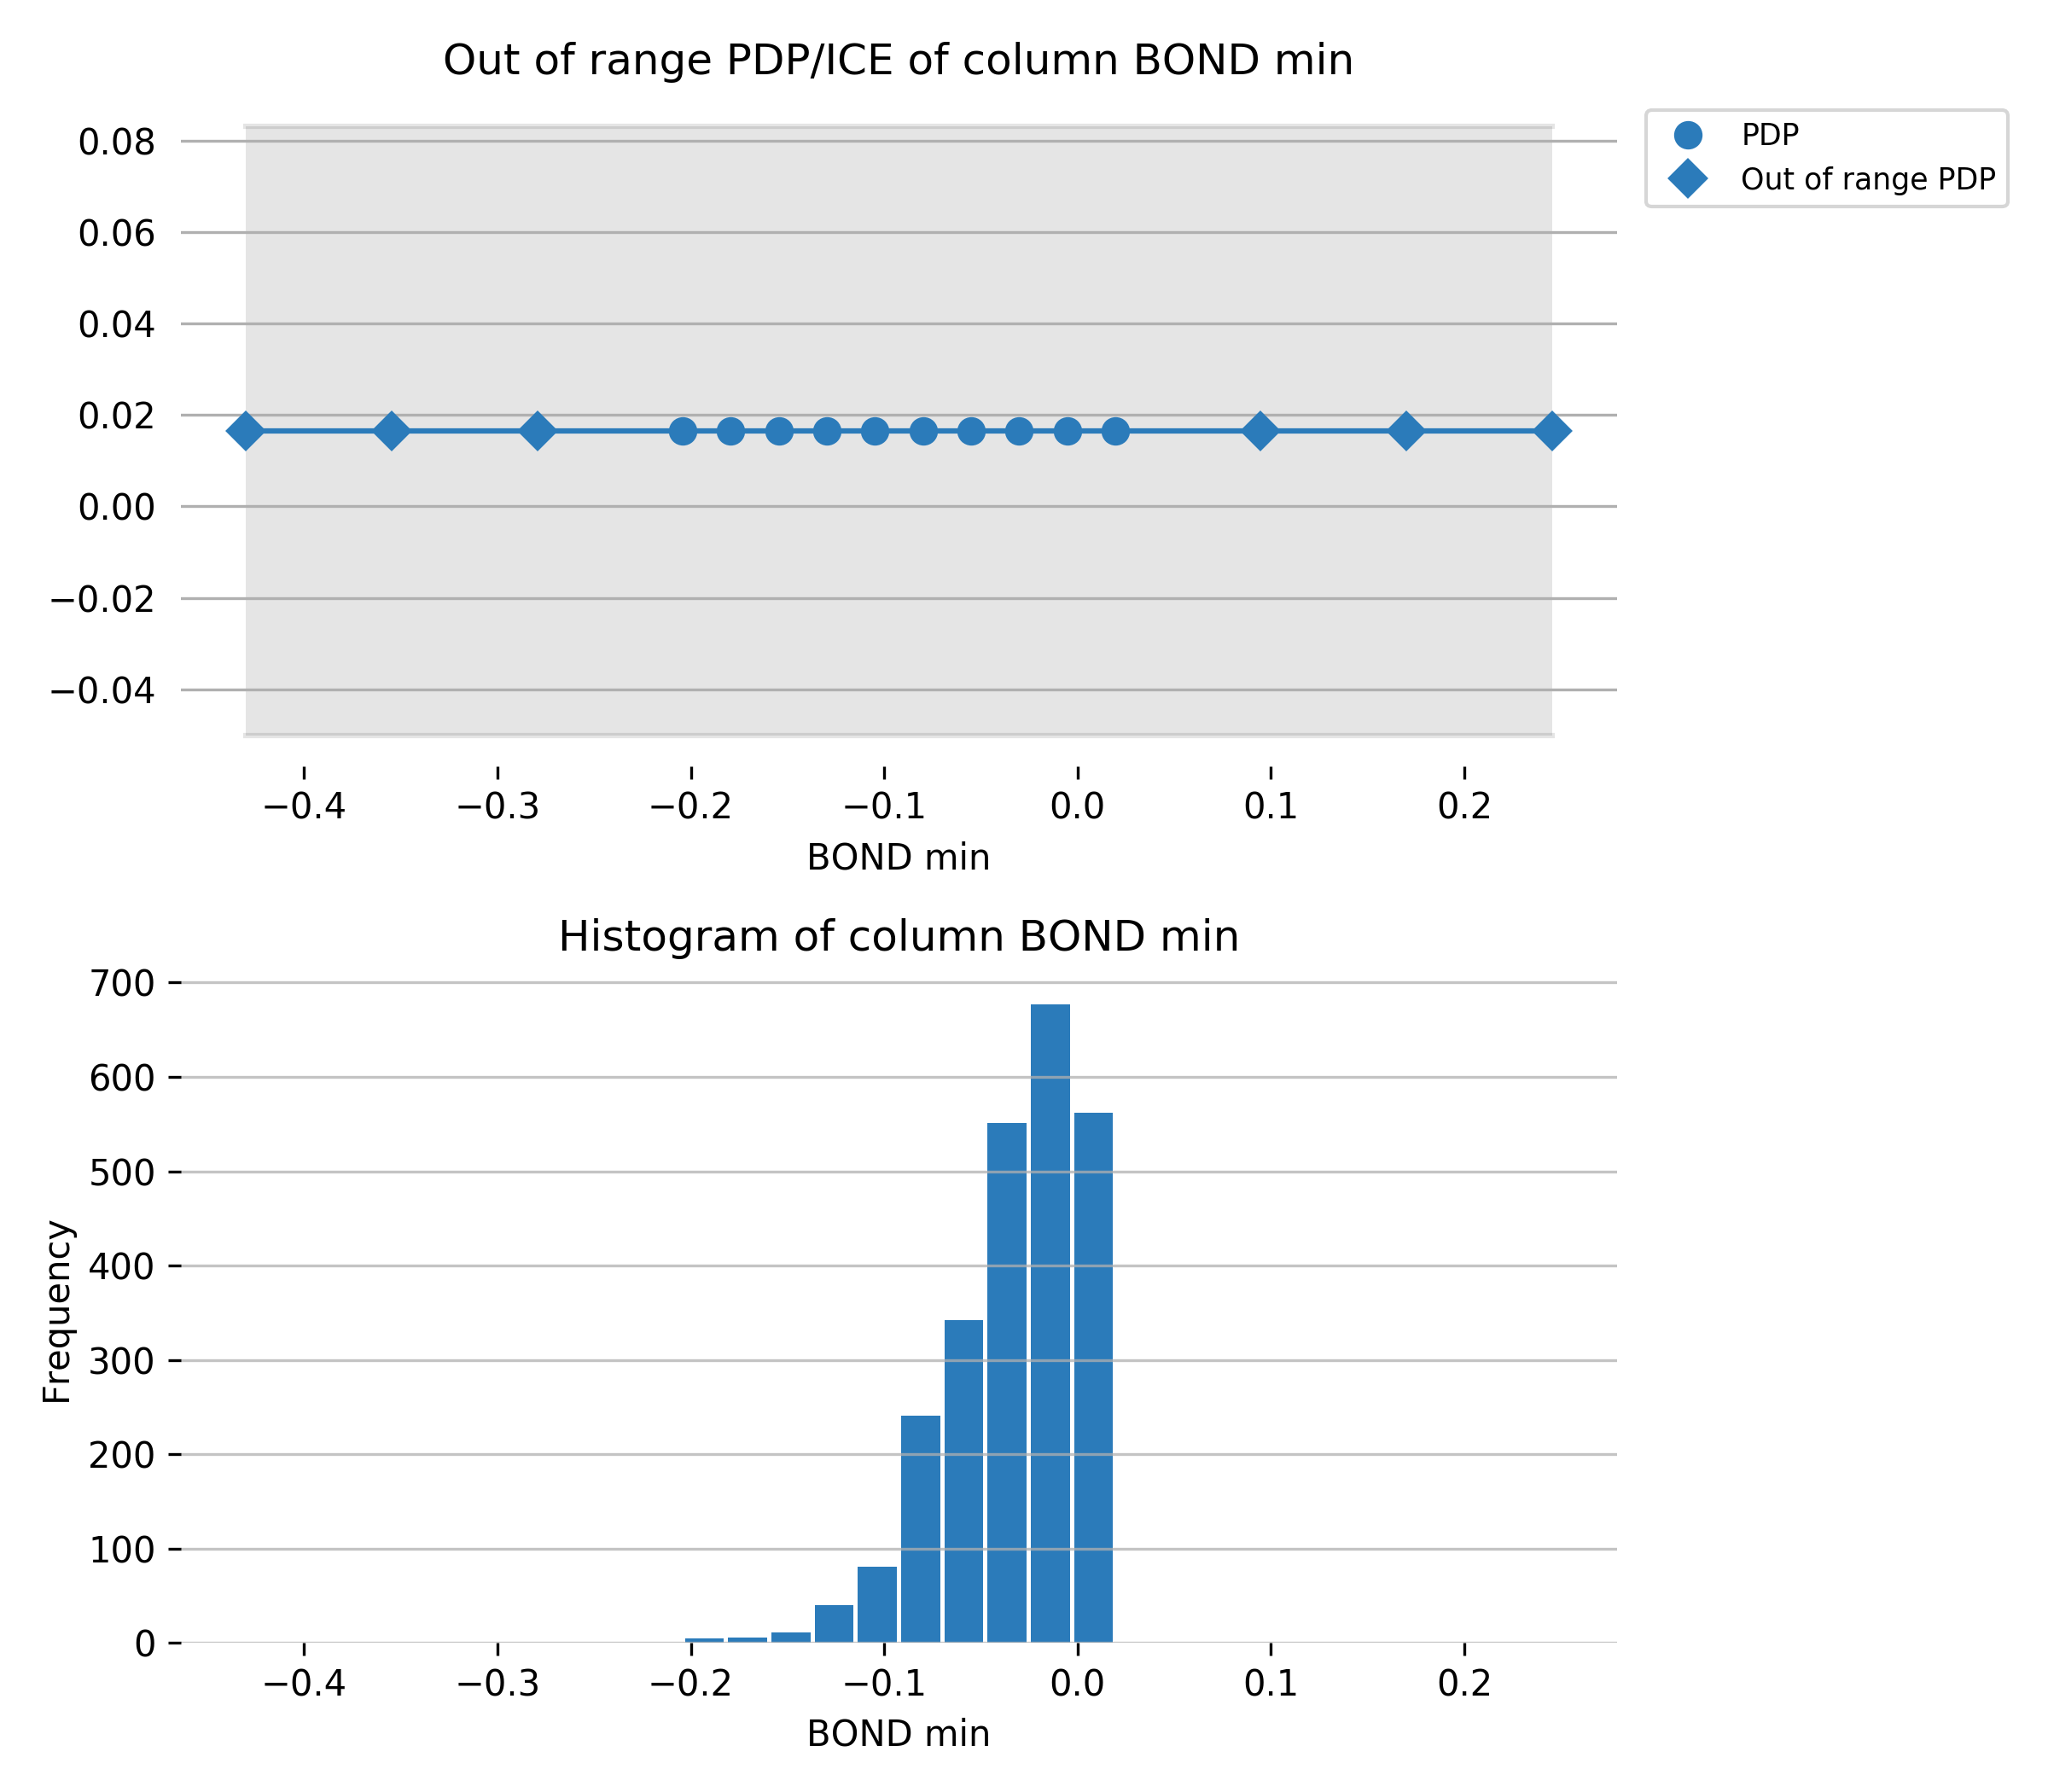 Out of range PDP/ICE of column BOND min
PDP
Out of range PDP
0.08
0.06
0.04
0.02
0.00
−0.02
−0.04
−0.4 −0.3 −0.2 −0.1 0.0 0.1 0.2
BOND min
Histogram of column BOND min
700
600
500
400
300
200
100
0
Frequency
−0.4 −0.3 −0.2 −0.1 0.0 0.1 0.2
BOND min